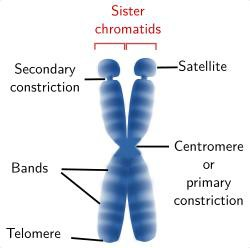 Sister
chromatids
Secondary
constriction
Satellite
Centromere
or
primary
constriction
Bands
Telomere